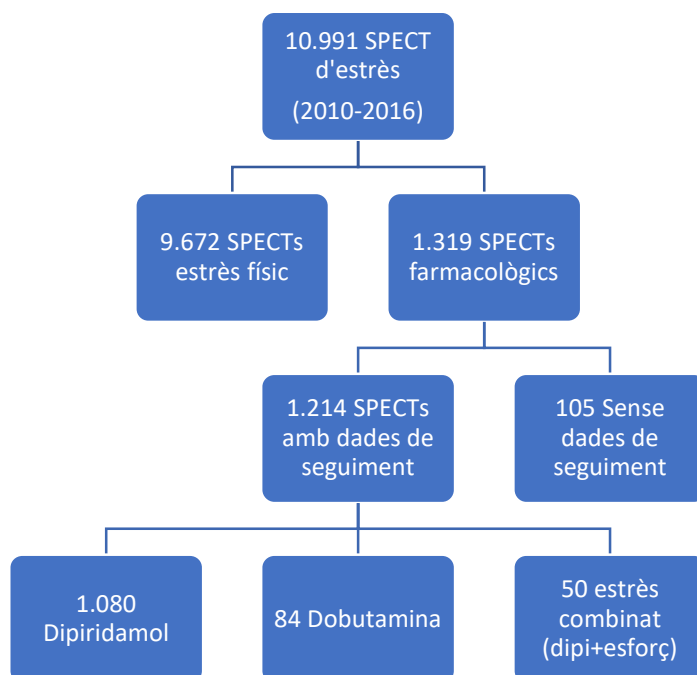 10.991 SPECT
d'estrès
(2010-2016)
9.672 SPECTs
estrès físic
1.319 SPECTs
farmacològics
1.214 SPECTs
amb dades de
seguiment
105 Sense
dades de
seguiment
1.080
Dipiridamol
84 Dobutamina
50 estrès
combinat
(dipi+esforç)